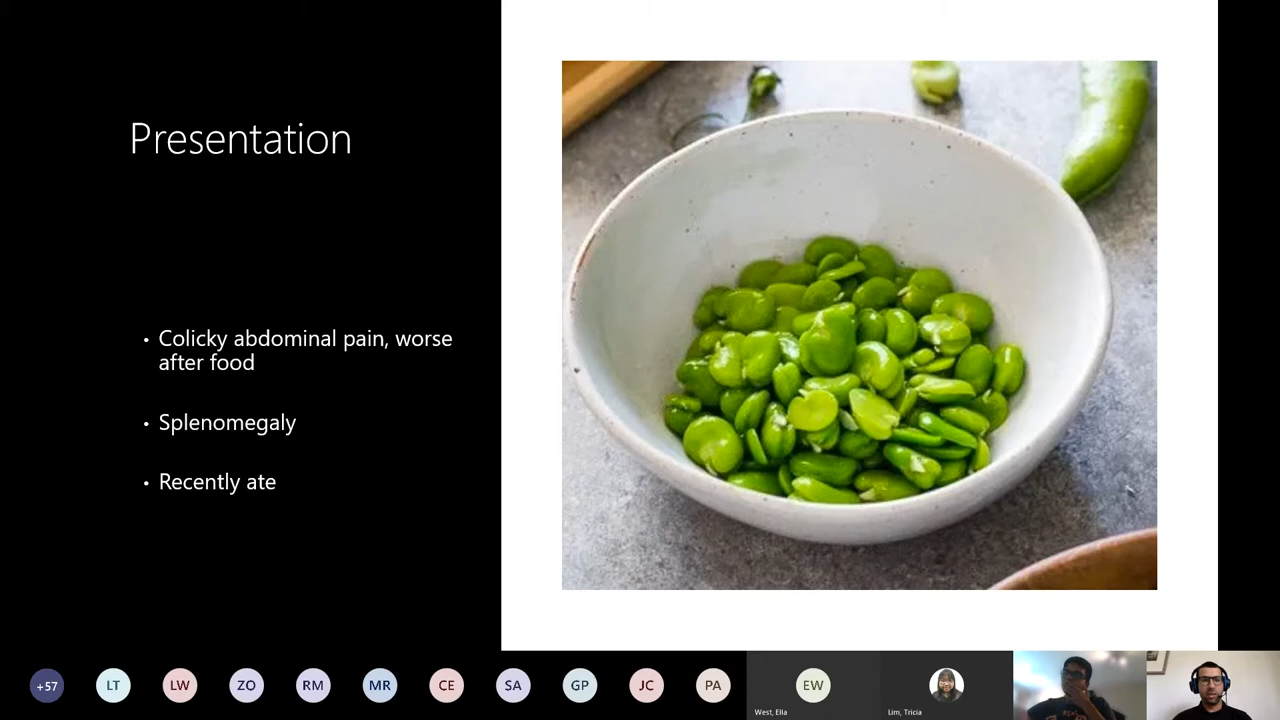 Presentation
• Colicky abdominal pain, worse
after food
• Splenomegaly
• Recently ate
+57
LT
LW
ZO
RM
MR
CE
SA
GP
JC
PA
EW
West, Ella
Lim, Tricia